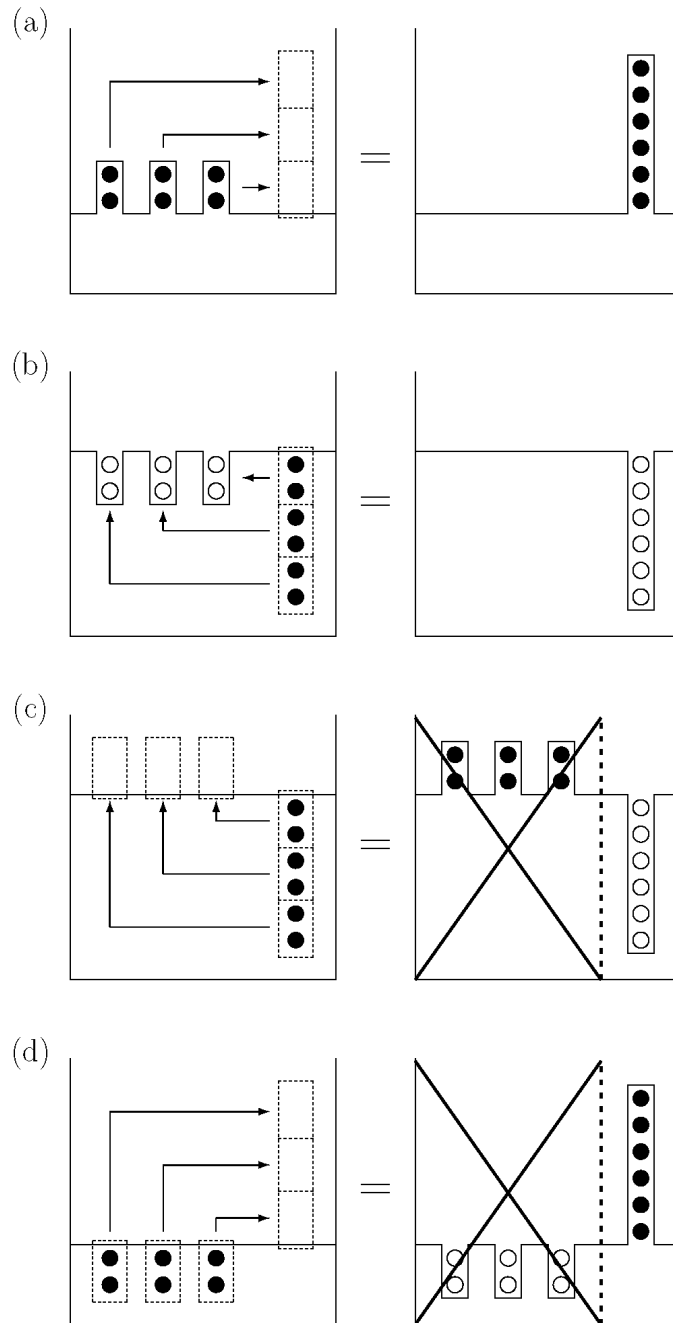 (a)
=
(b)
=
(c)
=
(d)
=